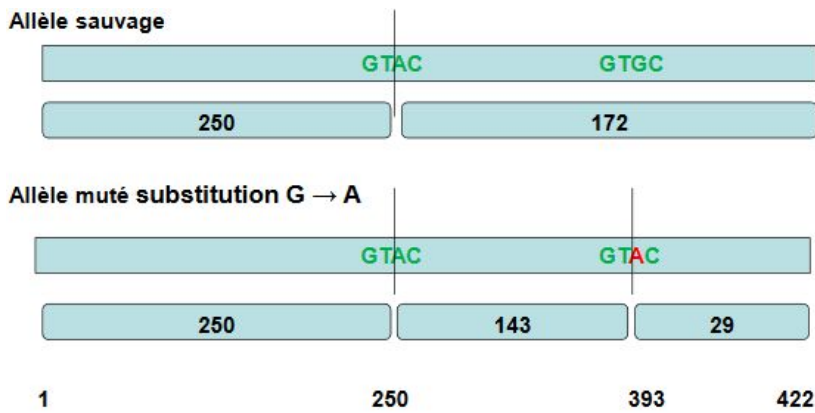 Allèle sauvage
GTAC GTGC
250 172
Allèle muté substitution G → A
GTAC GTAC
250 143 29
1 250 393 422